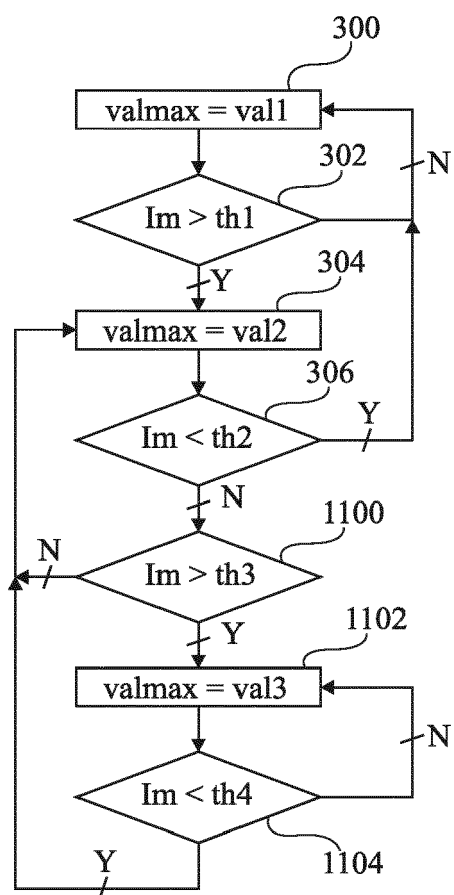 300
valmax = val1
302
N
Im > th1
Y
304
valmax = val2
306
Im < th2
Y
N
1100
N
Im > th3
Y
1102
valmax = val3
N
Im < th4
Y
1104